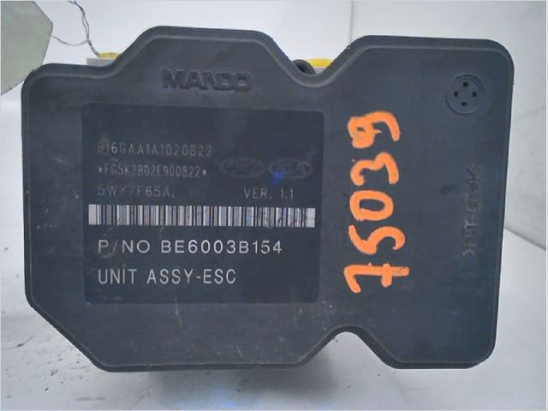 MANDO
916GAA1A1020822
*FG5K2B02E900822*
5WY7F65A, VER. 1.1
P/NO BE6003B154
UNIT ASSY-ESC
75039